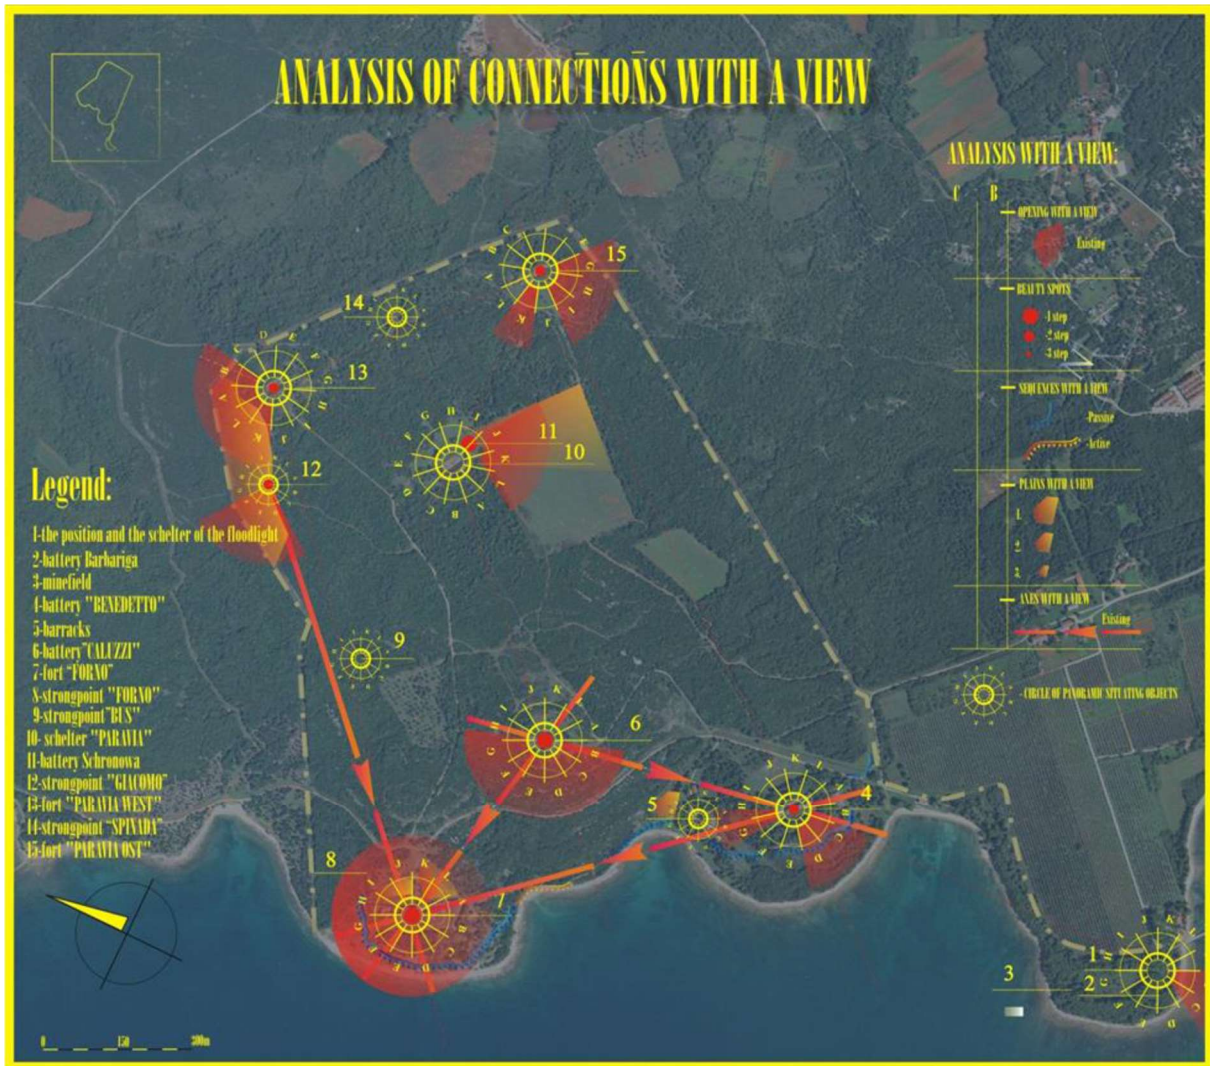 ANALYSIS OF CONNECTIONS WITH A VIEW
ANALYSIS WITH A VIEW:
C B
OPENING WITH A VIEW
Existing
BEAUTY SPOTS
-1 step
-2 step
-3 step
SEQUENCES WITH A VIEW
-Passive
-Active
PLAINS WITH A VIEW
1.
2.
3.
AXES WITH A VIEW
Existing
- CIRCLE OF PANORAMIC SITUATING OBJECTS
15
14
13
12
11
10
9
8
7
6
5
4
3
2
1
Legend:
1-the position and the schelter of the floodlight
2-battery Barbariga
3-minefield
4-battery "BENEDETTO"
5-barracks
6-battery"CALUZZI"
7-fort "FORNO"
8-strongpoint "FORNO"
9-strongpoint"BUS"
10- schelter "PARAVIA"
11-battery Schronowa
12-strongpoint "GIACOMO"
13-fort "PARAVIA WEST"
14-strongpoint "SPINADA"
15-fort "PARAVIA OST"
0 150 300m